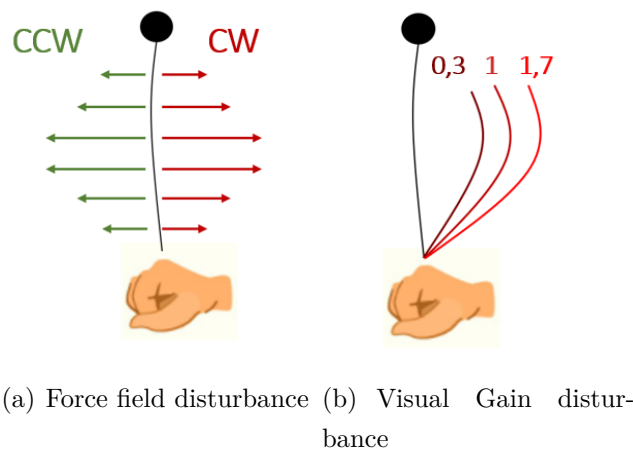 CCW CW
0,3 1 1,7
(a) Force field disturbance (b) Visual Gain distur-
bance